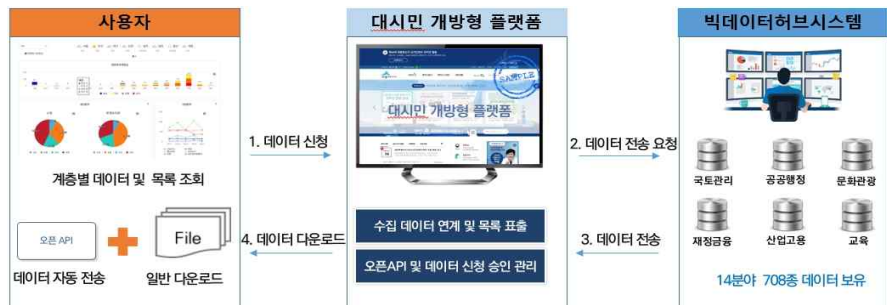 사용자
계층별 데이터 및 목록 조회
오픈 API
File
데이터 자동 전송
일반 다운로드
1. 데이터 신청
4. 데이터 다운로드
대시민 개방형 플랫폼
SAMPLE
대시민 개방형 플랫폼
수집 데이터 연계 및 목록 표출
오픈API 및 데이터 신청 승인 관리
2. 데이터 전송 요청
3. 데이터 전송
빅데이터허브시스템
국토관리
공공행정
문화관광
재정금융
산업고용
교육
14분야 708종 데이터 보유